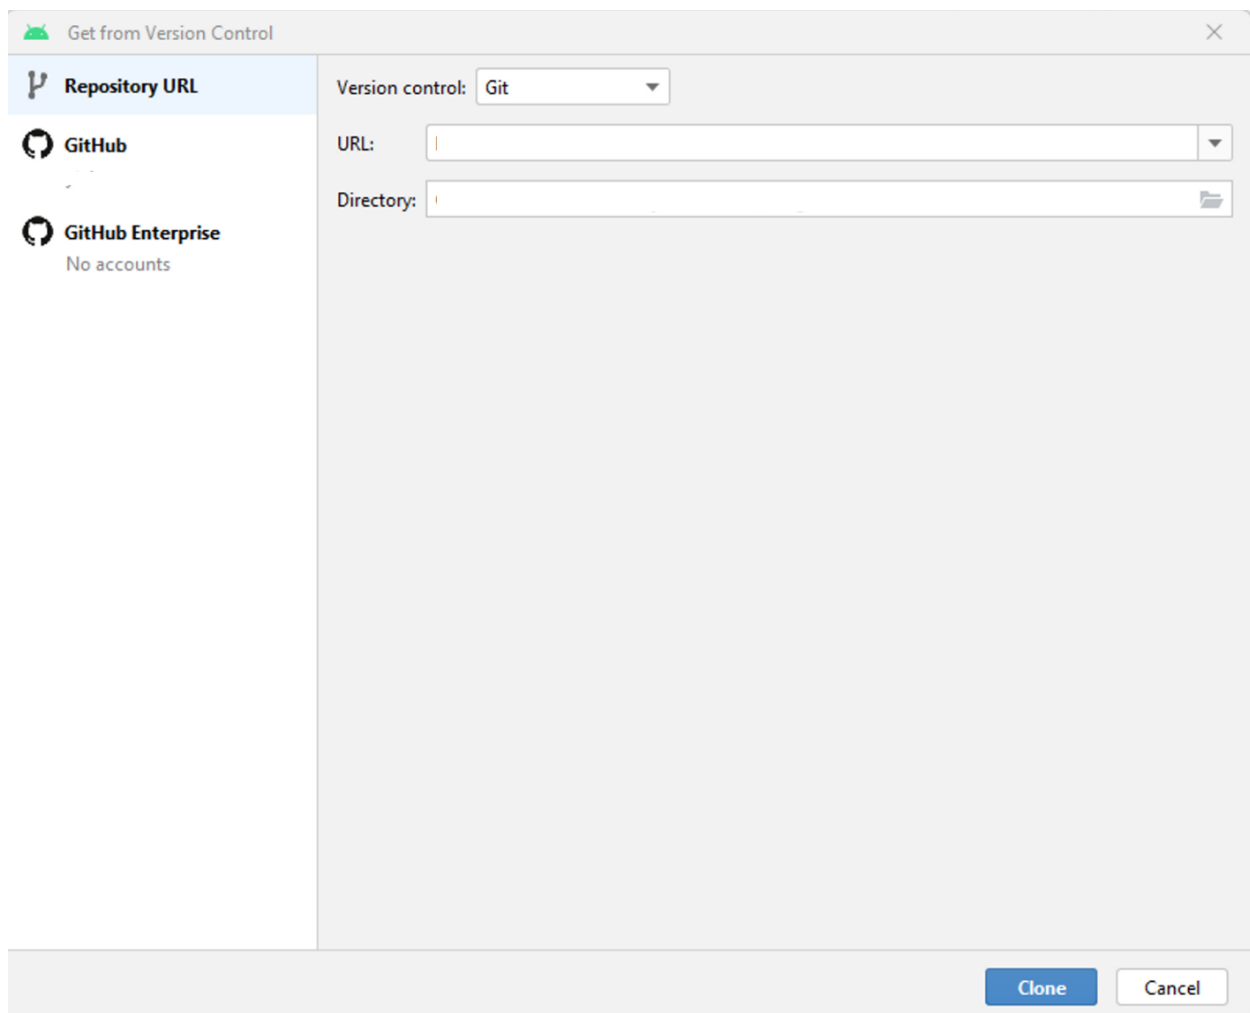 Get from Version Control
Repository URL
GitHub
GitHub Enterprise
No accounts
Version control: Git
URL:
Directory:
Clone Cancel